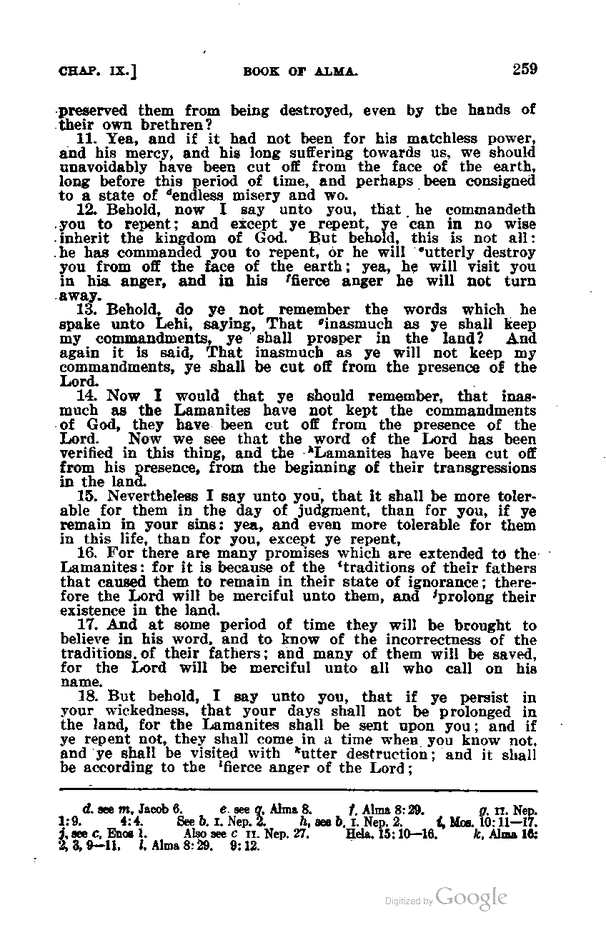 CHAP. IX.] BOOK OF ALMA. 259
preserved them from being destroyed, even by the hands of
their own brethren?
11. Yea, and if it had not been for his matchless power,
and his mercy, and his long suffering towards us, we should
unavoidably have been cut off from the face of the earth,
long before this period of time, and perhaps been consigned
to a state of ᵈendless misery and wo.
12. Behold, now I say unto you, that he commandeth
you to repent; and except ye repent, ye can in no wise
inherit the kingdom of God. But behold, this is not all:
he has commanded you to repent, or he will ᵉutterly destroy
you from off the face of the earth; yea, he will visit you
in his anger, and in his ᶠfierce anger he will not turn
away.
13. Behold, do ye not remember the words which he
spake unto Lehi, saying, That ᵍinasmuch as ye shall keep
my commandments, ye shall prosper in the land? And
again it is said, That inasmuch as ye will not keep my
commandments, ye shall be cut off from the presence of the
Lord.
14. Now I would that ye should remember, that inas-
much as the Lamanites have not kept the commandments
of God, they have been cut off from the presence of the
Lord. Now we see that the word of the Lord has been
verified in this thing, and the ʰLamanites have been cut off
from his presence, from the beginning of their transgressions
in the land.
15. Nevertheless I say unto you, that it shall be more toler-
able for them in the day of judgment, than for you, if ye
remain in your sins: yea, and even more tolerable for them
in this life, than for you, except ye repent,
16. For there are many promises which are extended to the
Lamanites: for it is because of the ⁱtraditions of their fathers
that caused them to remain in their state of ignorance; there-
fore the Lord will be merciful unto them, and ʲprolong their
existence in the land.
17. And at some period of time they will be brought to
believe in his word, and to know of the incorrectness of the
traditions of their fathers; and many of them will be saved,
for the Lord will be merciful unto all who call on his
name.
18. But behold, I say unto you, that if ye persist in
your wickedness, that your days shall not be prolonged in
the land, for the Lamanites shall be sent upon you; and if
ye repent not, they shall come in a time when you know not,
and ye shall be visited with ᵏutter destruction; and it shall
be according to the ˡfierce anger of the Lord;
d. see m, Jacob 6. e. see q, Alma 8. f. Alma 8:29. g. II. Nep.
1:9. 4:4. See b, I. Nep. 2. h, see b, I. Nep. 2. i, Mos. 10:11—17.
j, see c, Enos 1. Also see c II. Nep. 27. Hela. 15:10—16. k, Alma 16:
2, 3, 9—11. l. Alma 8:29. 9:12.
Digitized by Google